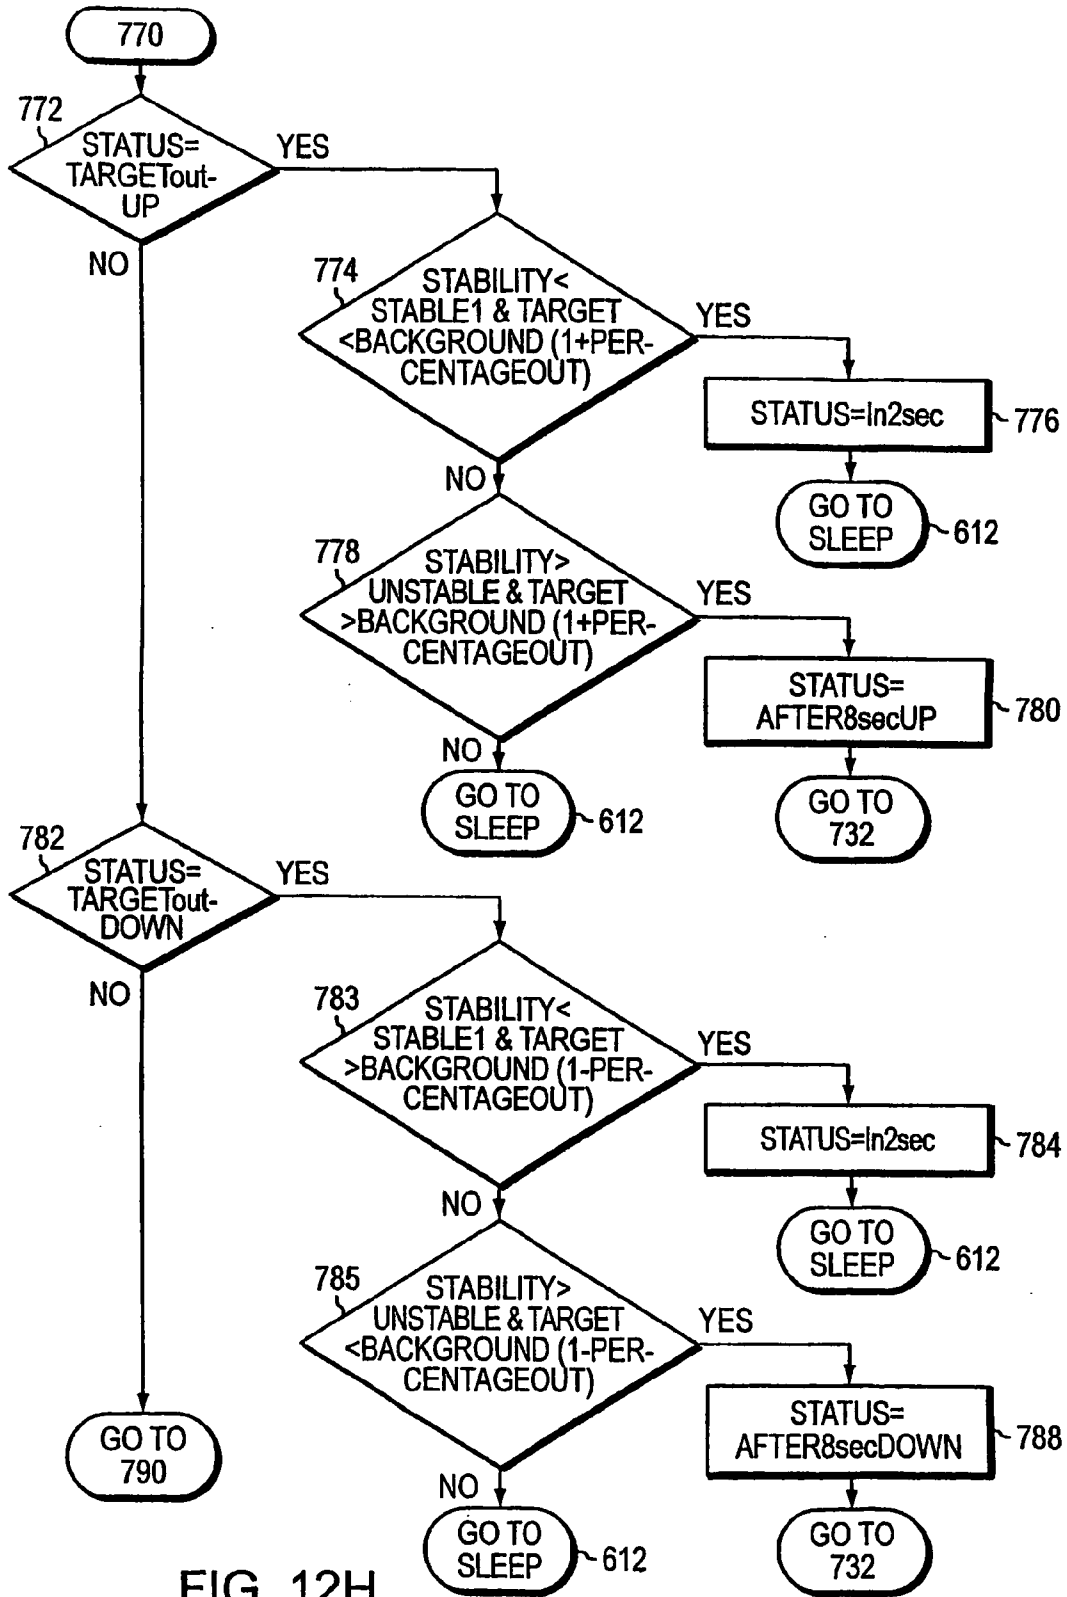 770
772
STATUS=
TARGETout-
UP
YES
NO
774
STABILITY<
STABLE1 & TARGET
<BACKGROUND (1+PER-
CENTAGEOUT)
YES
STATUS=In2sec
776
GO TO
SLEEP
612
NO
778
STABILITY>
UNSTABLE & TARGET
>BACKGROUND (1+PER-
CENTAGEOUT)
YES
STATUS=
AFTER8secUP
780
GO TO
732
NO
GO TO
SLEEP
612
782
STATUS=
TARGETout-
DOWN
YES
NO
783
STABILITY<
STABLE1 & TARGET
>BACKGROUND (1-PER-
CENTAGEOUT)
YES
STATUS=In2sec
784
GO TO
SLEEP
612
NO
785
STABILITY>
UNSTABLE & TARGET
<BACKGROUND (1-PER-
CENTAGEOUT)
YES
STATUS=
AFTER8secDOWN
788
GO TO
732
NO
GO TO
SLEEP
612
GO TO
790
FIG. 12H